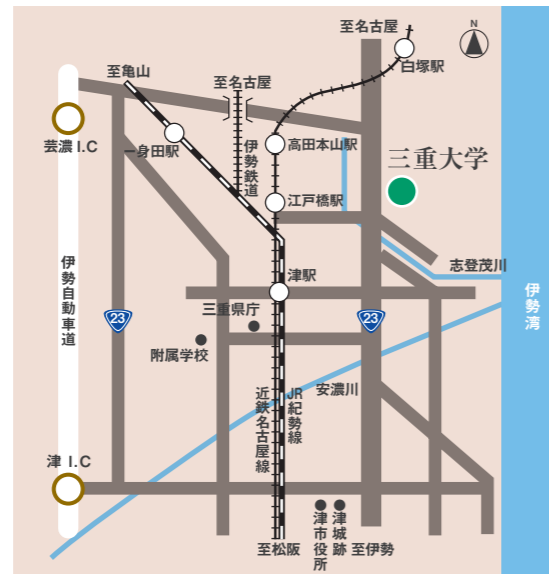 至名古屋
N
白塚駅
至亀山
至名古屋
芸濃 I.C
一身田駅
伊勢鉄道
高田本山駅
三重大学
江戸橋駅
志登茂川
伊勢自動車道
津駅
伊勢湾
三重県庁
23
23
附属学校
安濃川
近鉄名古屋線
JR紀勢線
津 I.C
津市役所
津城跡
至松阪
至伊勢